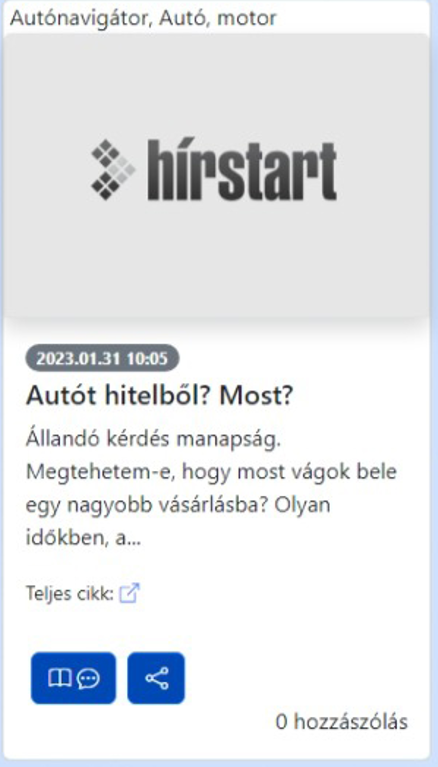 Autónavigátor, Autó, motor
hírstart
2023.01.31 10:05
Autót hitelből? Most?
Állandó kérdés manapság.
Megtehetem-e, hogy most vágok bele
egy nagyobb vásárlásba? Olyan
időkben, a...
Teljes cikk:
0 hozzászólás